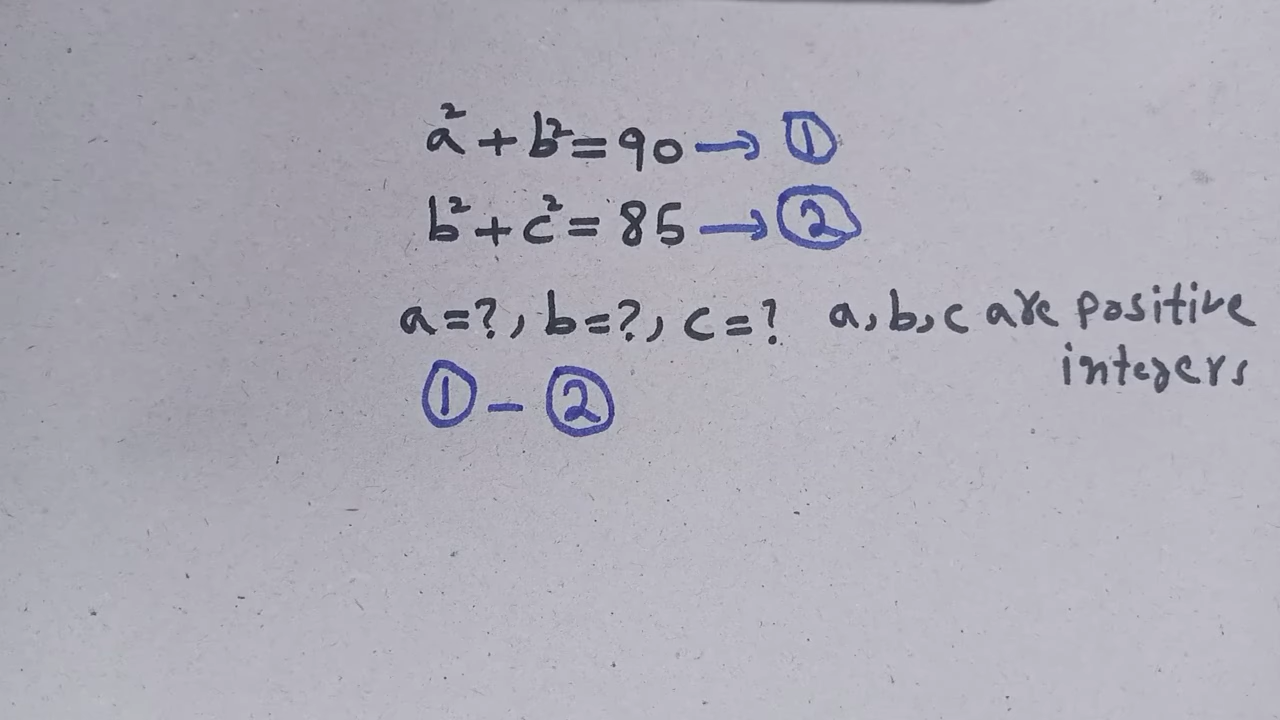 a² + b² = 90 → ①
b² + c² = 85 → ②
a = ?, b = ?, c = ? a, b, c are positive
integers
① - ②